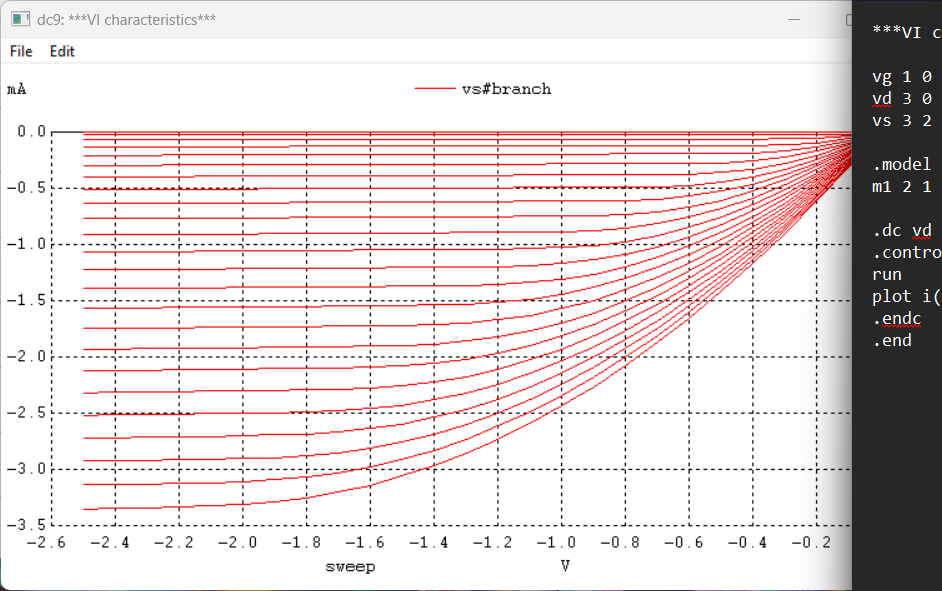 dc9: ***VI characteristics***
File Edit
mA
vs#branch
0.0
-0.5
-1.0
-1.5
-2.0
-2.5
-3.0
-3.5
-2.6 -2.4 -2.2 -2.0 -1.8 -1.6 -1.4 -1.2 -1.0 -0.8 -0.6 -0.4 -0.2
sweep V
***VI c
vg 1 0
vd 3 0
vs 3 2
.model
m1 2 1
.dc vd
.contro
run
plot i(
.endc
.end